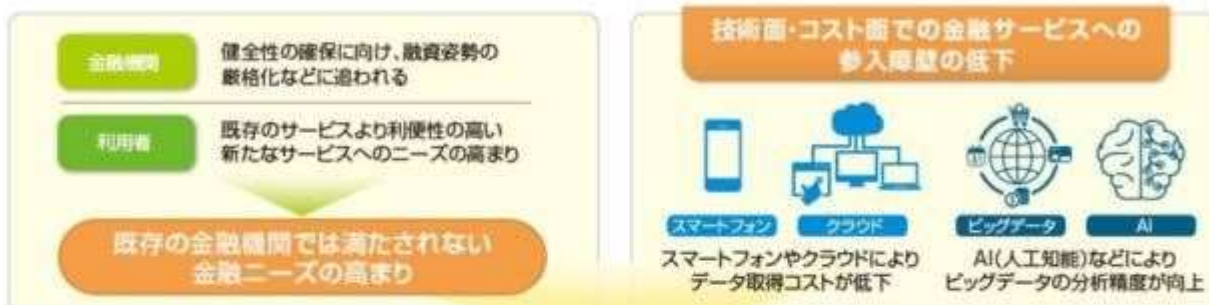 金融機関
健全性の確保に向け、融資姿勢の
厳格化などに追われる
利用者
既存のサービスより利便性の高い
新たなサービスへのニーズの高まり
既存の金融機関では満たされない
金融ニーズの高まり
技術面・コスト面での金融サービスへの
参入障壁の低下
スマートフォン
クラウド
ビッグデータ
AI
スマートフォンやクラウドにより
データ取得コストが低下
AI(人工知能)などにより
ビッグデータの分析精度が向上